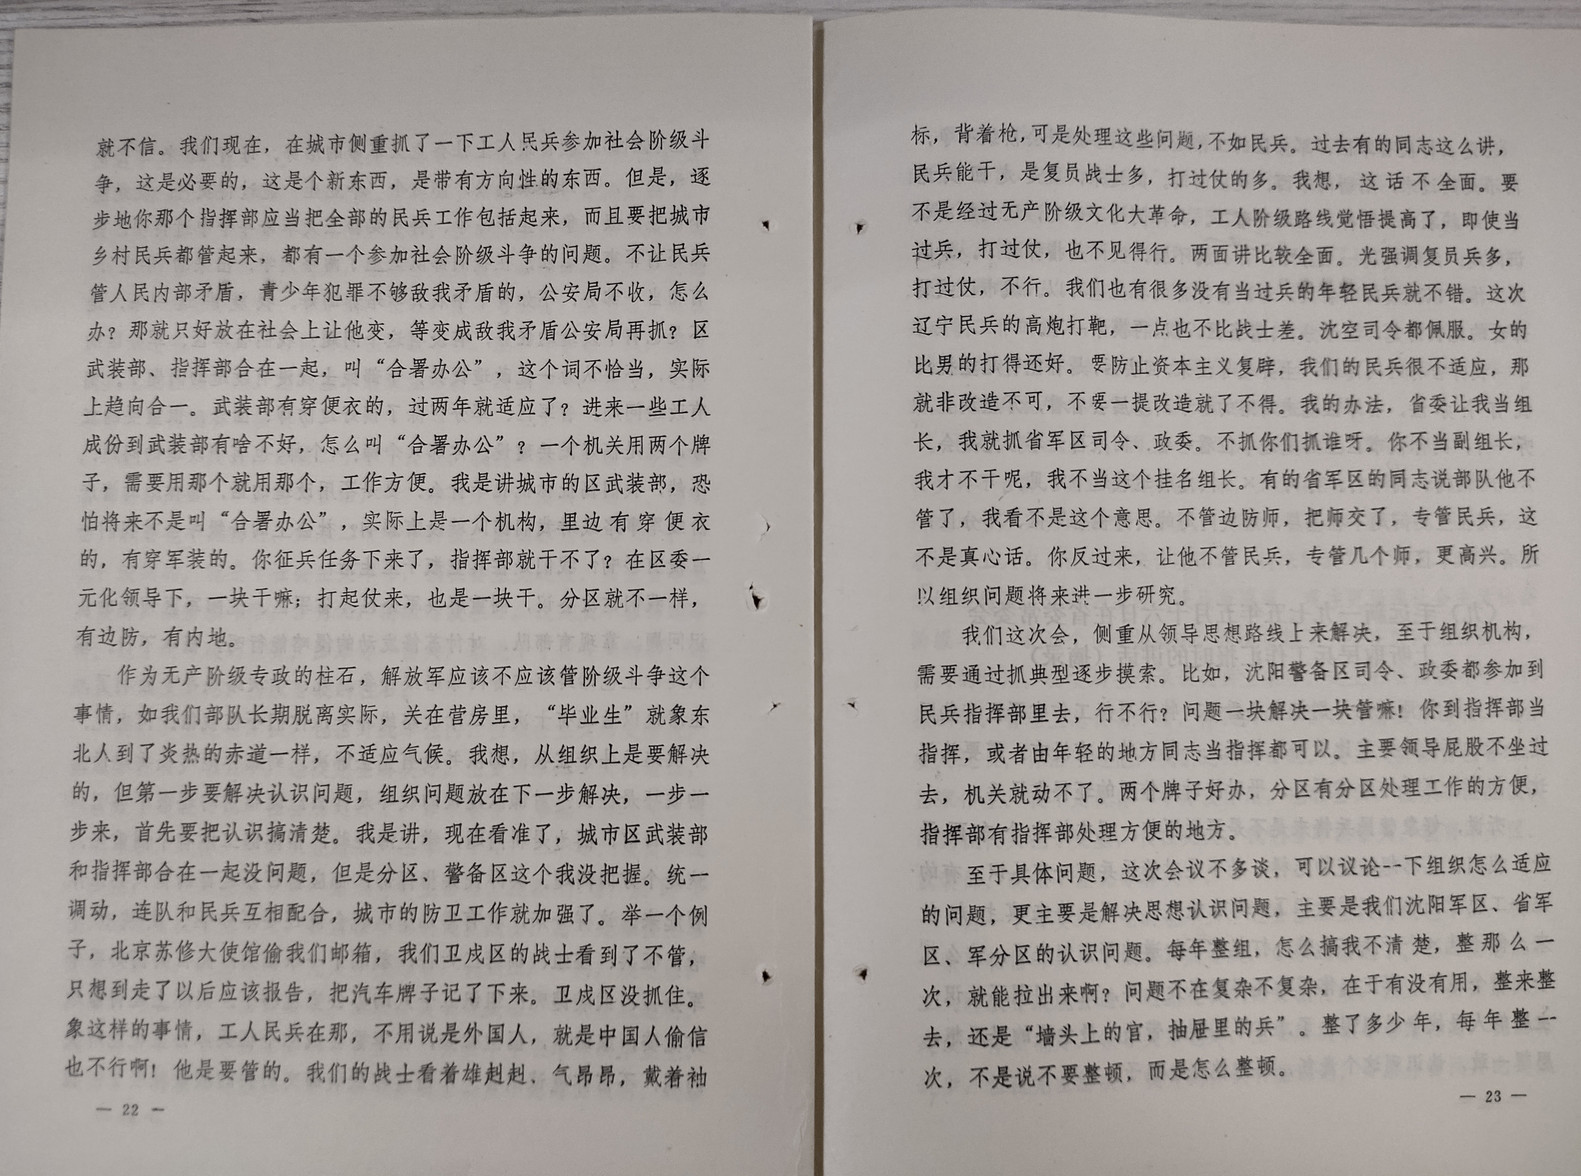 就不信。我们现在，在城市侧重抓了一下工人民兵参加社会阶级斗
争，这是必要的，这是个新东西，是带有方向性的东西。但是，逐
步地你那个指挥部应当把全部的民兵工作包括起来，而且要把城市
乡村民兵都管起来，都有一个参加社会阶级斗争的问题。不让民兵
管人民内部矛盾，青少年犯罪不够敌我矛盾的，公安局不收，怎么
办？那就只好放在社会上让他变，等变成敌我矛盾公安局再抓？区
武装部、指挥部合在一起，叫“合署办公”，这个词不恰当，实际
上趋向合一。武装部有穿便衣的，过两年就适应了？进来一些工人
成份到武装部有啥不好，怎么叫“合署办公”？一个机关用两个牌
子，需要用那个就用那个，工作方便。我是讲城市的区武装部，恐
怕将来不是叫“合署办公”，实际上是一个机构，里边有穿便衣
的，有穿军装的。你征兵任务下来了，指挥部就干不了？在区委一
元化领导下，一块干嘛；打起仗来，也是一块干。分区就不一样，
有边防，有内地。
作为无产阶级专政的柱石，解放军应该不应该管阶级斗争这个
事情，如我们部队长期脱离实际，关在营房里，“毕业生”就象东
北人到了炎热的赤道一样，不适应气候。我想，从组织上是要解决
的，但第一步要解决认识问题，组织问题放在下一步解决，一步一
步来，首先要把认识搞清楚。我是讲，现在看准了，城市区武装部
和指挥部合在一起没问题，但是分区、警备区这个我没把握。统一
调动，连队和民兵互相配合，城市的防卫工作就加强了。举一个例
子，北京苏修大使馆偷我们邮箱，我们卫戍区的战士看到了不管，
只想到走了以后应该报告，把汽车牌子记了下来。卫戍区没抓住。
象这样的事情，工人民兵在那，不用说是外国人，就是中国人偷信
也不行啊！他是要管的。我们的战士看着雄赳赳、气昂昂，戴着袖
— 22 —
标，背着枪，可是处理这些问题，不如民兵。过去有的同志这么讲，
民兵能干，是复员战士多，打过仗的多。我想，这话不全面。要
不是经过无产阶级文化大革命，工人阶级路线觉悟提高了，即使当
过兵，打过仗，也不见得行。两面讲比较全面。光强调复员兵多，
打过仗，不行。我们也有很多没有当过兵的年轻民兵就不错。这次
辽宁民兵的高炮打靶，一点也不比战士差。沈空司令都佩服。女的
比男的打得还好。要防止资本主义复辟，我们的民兵很不适应，那
就非改造不可，不要一提改造就了不得。我的办法，省委让我当组
长，我就抓省军区司令、政委。不抓你们抓谁呀。你不当副组长，
我才不干呢，我不当这个挂名组长。有的省军区的同志说部队他不
管了，我看不是这个意思。不管边防师，把师交了，专管民兵，这
不是真心话。你反过来，让他不管民兵，专管几个师，更高兴。所
以组织问题将来进一步研究。
我们这次会，侧重从领导思想路线上来解决，至于组织机构，
需要通过抓典型逐步摸索。比如，沈阳警备区司令、政委都参加到
民兵指挥部里去，行不行？问题一块解决一块管嘛！你到指挥部当
指挥，或者由年轻的地方同志当指挥都可以。主要领导屁股不坐过
去，机关就动不了。两个牌子好办，分区有分区处理工作的方便，
指挥部有指挥部处理方便的地方。
至于具体问题，这次会议不多谈，可以议论一下组织怎么适应
的问题，更主要是解决思想认识问题，主要是我们沈阳军区、省军
区、军分区的认识问题。每年整组，怎么搞我不清楚，整那么一
次，就能拉出来啊？问题不在复杂不复杂，在于有没有用，整来整
去，还是“墙头上的官，抽屉里的兵”。整了多少年，每年整一
次，不是说不要整顿，而是怎么整顿。
— 23 —